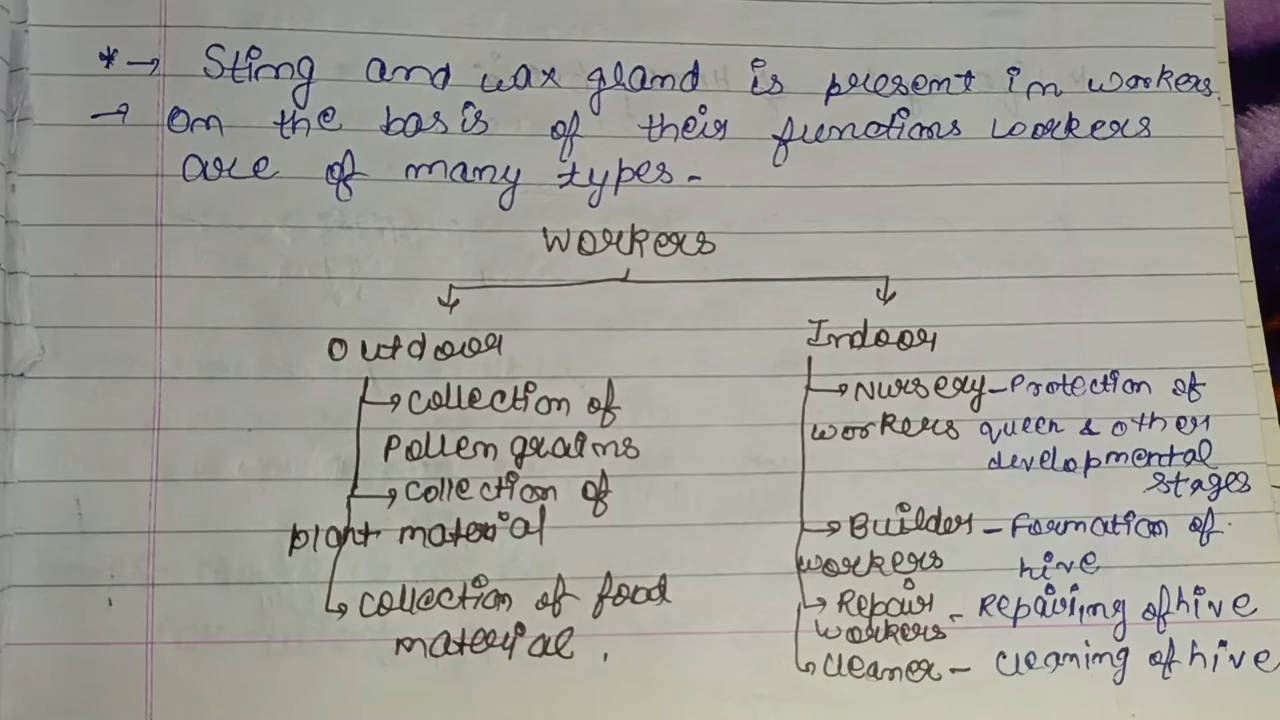 *→ Sting and wax gland is present in workers.
→ On the basis of their functions workers
are of many types-
Workers
Outdoor
→ collection of
pollen grains
→ collection of
plant material
→ collection of food
material.
Indoor
→ Nursery - Protection of
workers queen & other
developmental
stages
→ Builder - Formation of
workers hive
→ Repair - Repairing of hive
workers
→ cleaner - cleaning of hive